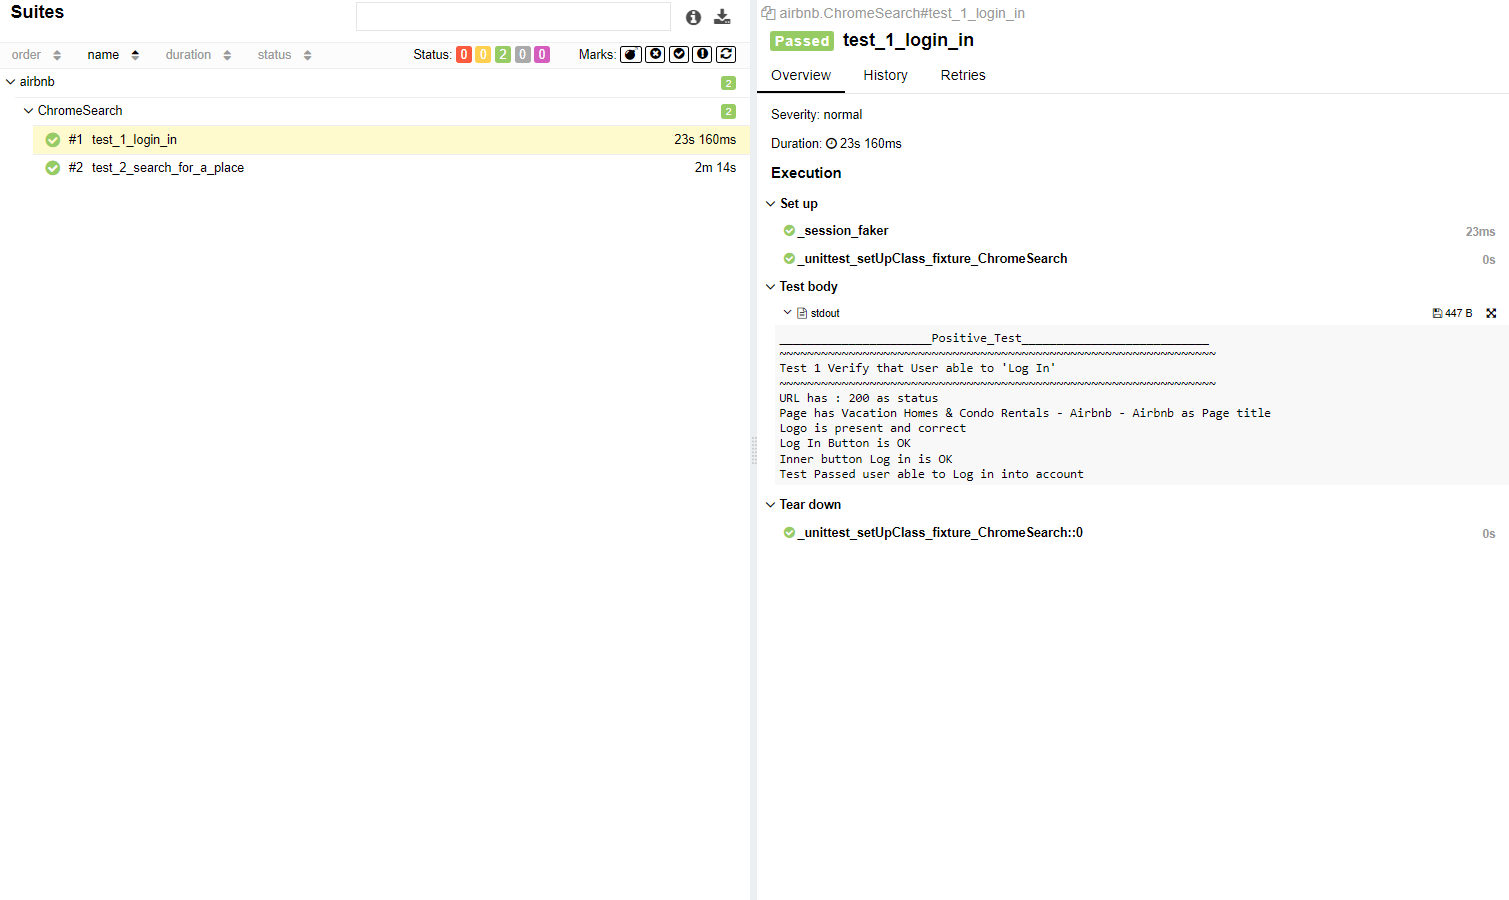 Suites
order name duration status Status: 0 0 2 0 0 Marks:
airbnb 2
ChromeSearch 2
#1 test_1_login_in 23s 160ms
#2 test_2_search_for_a_place 2m 14s
airbnb.ChromeSearch#test_1_login_in
Passed test_1_login_in
Overview History Retries
Severity: normal
Duration: 23s 160ms
Execution
Set up
_session_faker 23ms
_unittest_setUpClass_fixture_ChromeSearch 0s
Test body
stdout 447 B
______________________Positive_Test___________________________
~~~~~~~~~~~~~~~~~~~~~~~~~~~~~~~~~~~~~~~~~~~~~~~~~~~~~~~~~~~~~~~
Test 1 Verify that User able to 'Log In'
~~~~~~~~~~~~~~~~~~~~~~~~~~~~~~~~~~~~~~~~~~~~~~~~~~~~~~~~~~~~~~~
URL has : 200 as status
Page has Vacation Homes & Condo Rentals - Airbnb - Airbnb as Page title
Logo is present and correct
Log In Button is OK
Inner button Log in is OK
Test Passed user able to Log in into account
Tear down
_unittest_setUpClass_fixture_ChromeSearch::0 0s